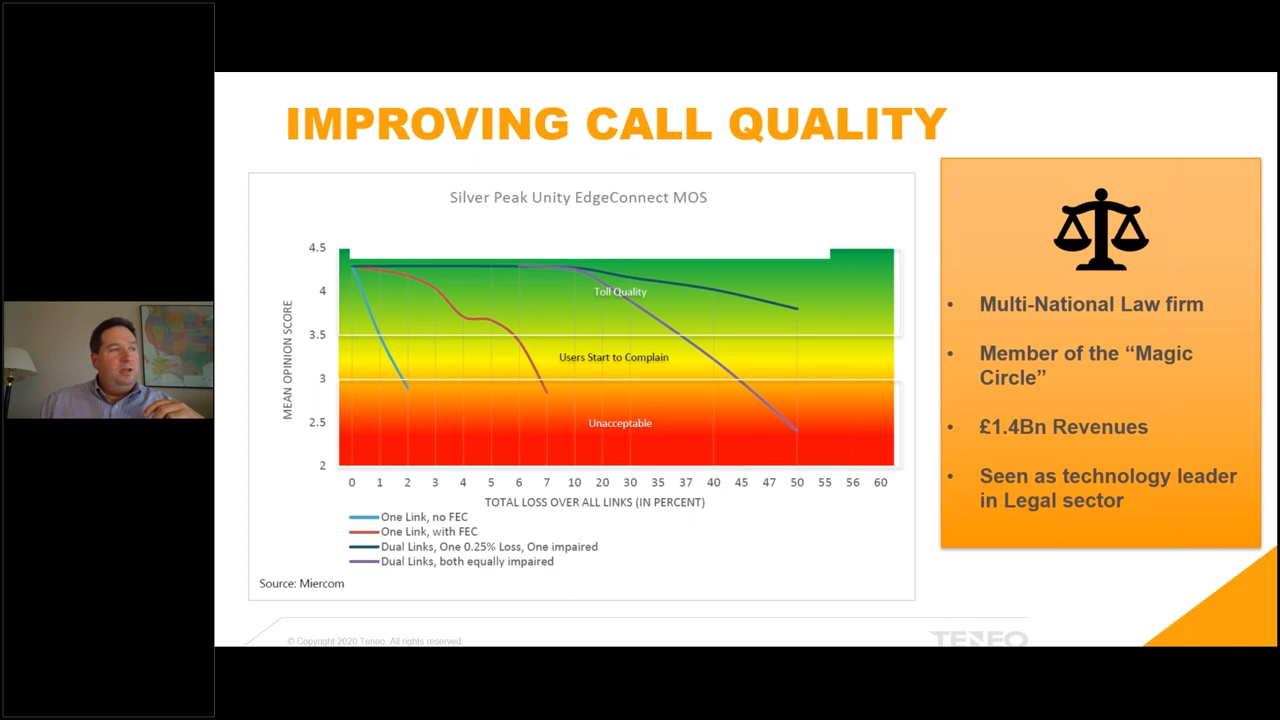 IMPROVING CALL QUALITY
Silver Peak Unity EdgeConnect MOS
MEAN OPINION SCORE
4.5
4
3.5
3
2.5
2
Toll Quality
Users Start to Complain
Unacceptable
0 1 2 3 4 5 6 7 10 20 30 35 37 40 45 47 50 55 56 60
TOTAL LOSS OVER ALL LINKS (IN PERCENT)
One Link, no FEC
One Link, with FEC
Dual Links, One 0.25% Loss, One impaired
Dual Links, both equally impaired
Source: Miercom
• Multi-National Law firm
• Member of the “Magic
Circle”
• £1.4Bn Revenues
• Seen as technology leader
in Legal sector
© Copyright 2020 Teneo. All rights reserved
TENEO